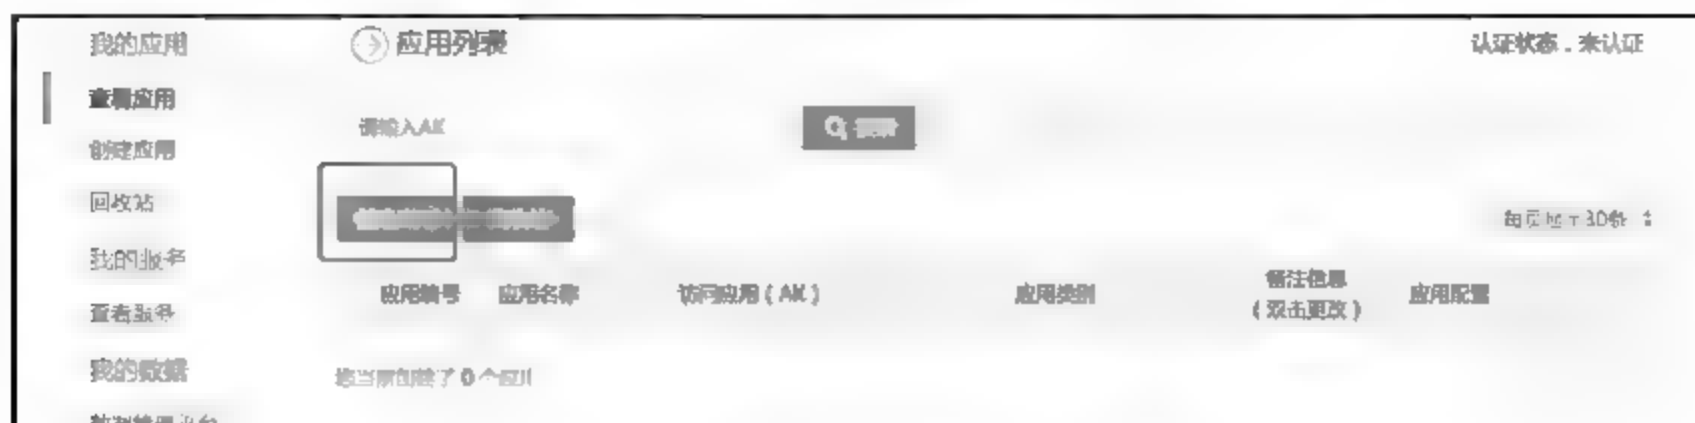 我的应用
查看应用
创建应用
回收站
我的服务
查看服务
我的数据
应用列表
认证状态:未认证
请输入AK
每页显示30条
应用编号 应用名称 访问应用(AK) 应用类别 备注信息
(双击更改) 应用配置
您当前创建了0个应用